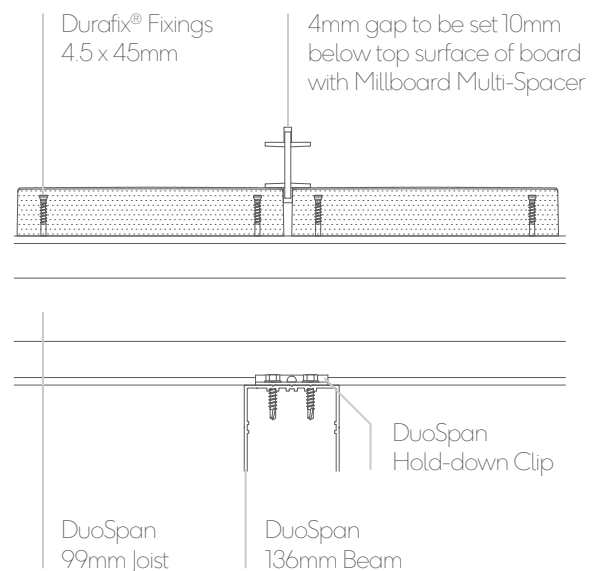 Durafix® Fixings
4.5 x 45mm
4mm gap to be set 10mm
below top surface of board
with Millboard Multi-Spacer
DuoSpan
Hold-down Clip
DuoSpan
99mm Joist
DuoSpan
136mm Beam